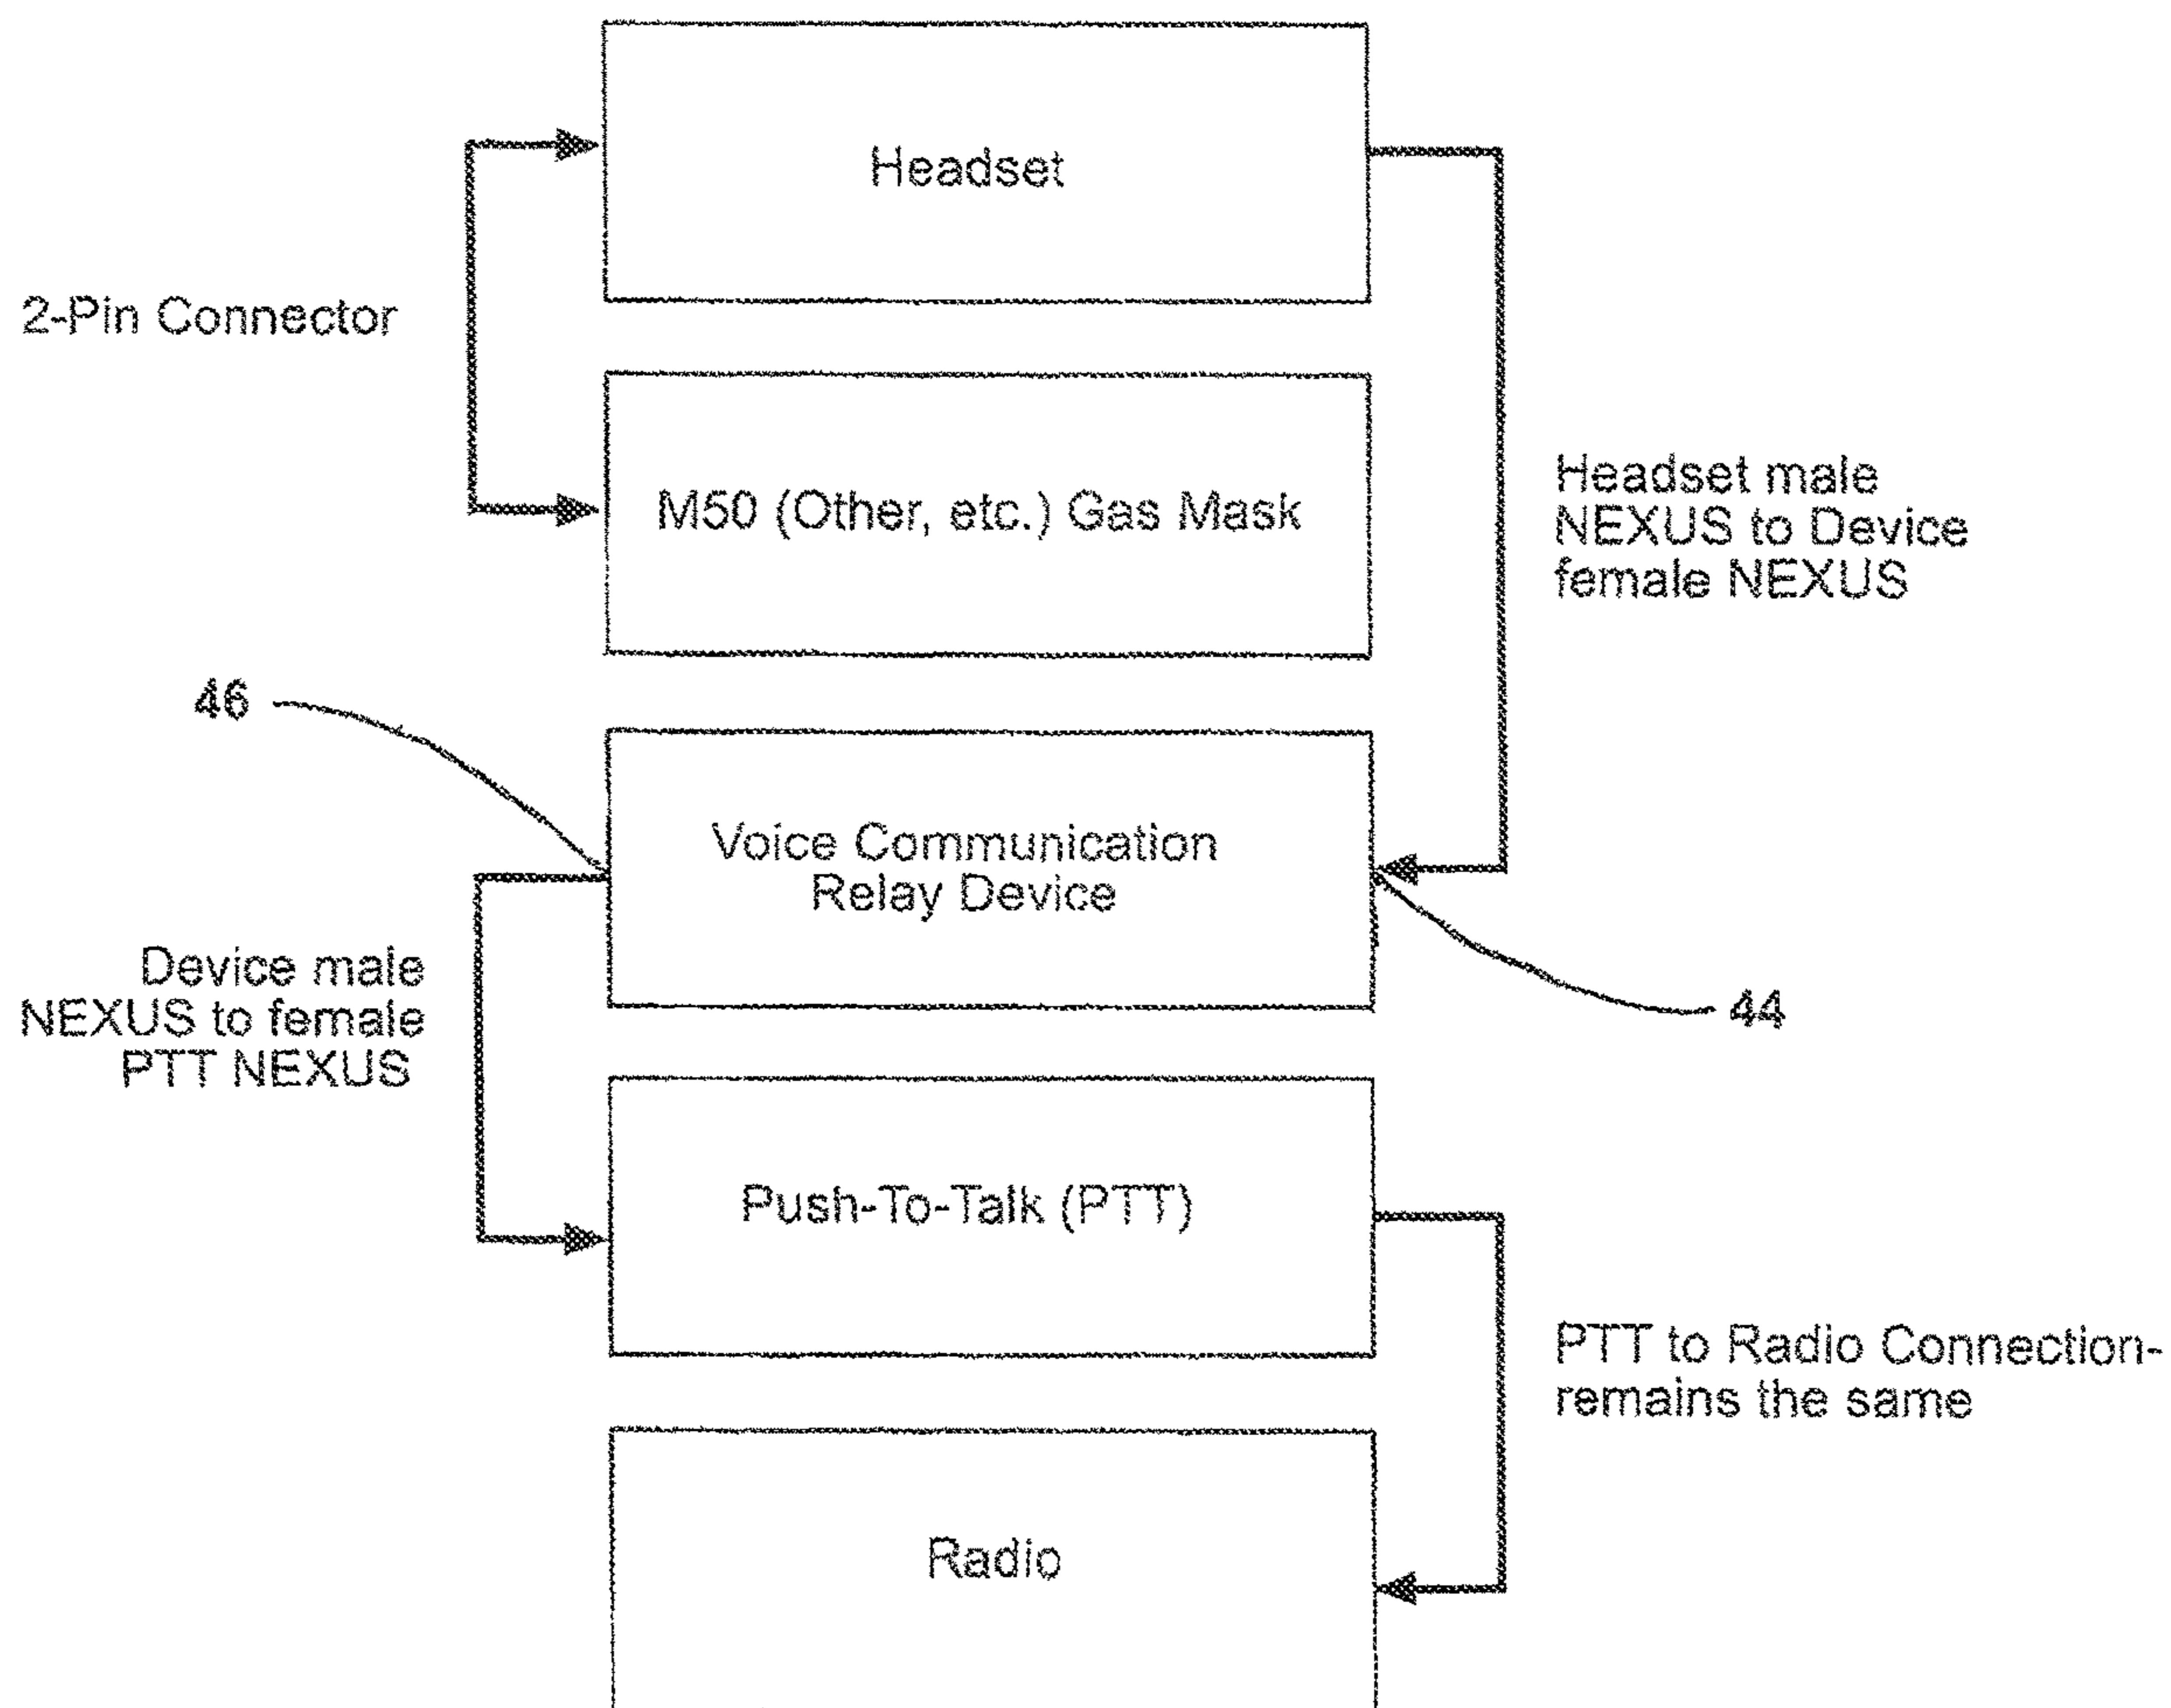 Headset
2-Pin Connector
M50 (Other, etc.) Gas Mask
Headset male
NEXUS to Device
female NEXUS
46
Voice Communication
Relay Device
44
Device male
NEXUS to female
PTT NEXUS
Push-To-Talk (PTT)
PTT to Radio Connection-
remains the same
Radio